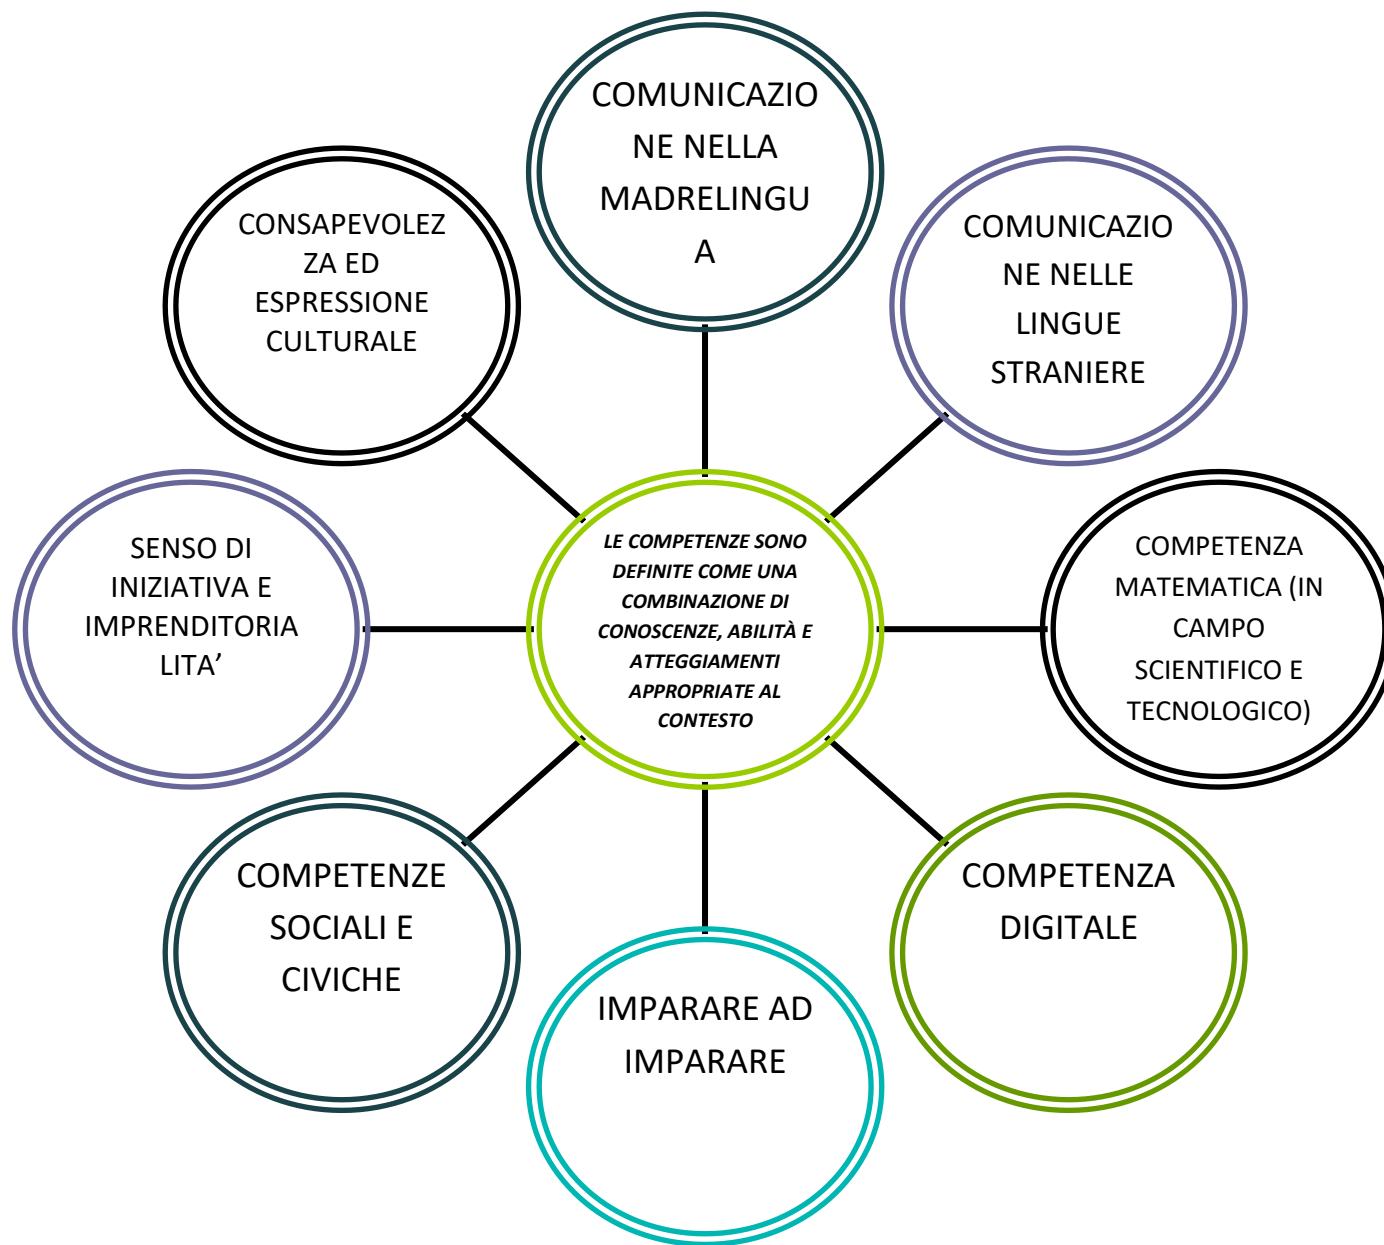 COMUNICAZIO
NE NELLA
MADRELINGU
A
CONSAPEVOLEZ
ZA ED
ESPRESSIONE
CULTURALE
COMUNICAZIO
NE NELLE
LINGUE
STRANIERE
SENSO DI
INIZIATIVA E
IMPRENDITORIA
LITA’
LE COMPETENZE SONO
DEFINITE COME UNA
COMBINAZIONE DI
CONOSCENZE, ABILITÀ E
ATTEGGIAMENTI
APPROPRIATE AL
CONTESTO
COMPETENZA
MATEMATICA (IN
CAMPO
SCIENTIFICO E
TECNOLOGICO)
COMPETENZE
SOCIALI E
CIVICHE
COMPETENZA
DIGITALE
IMPARARE AD
IMPARARE